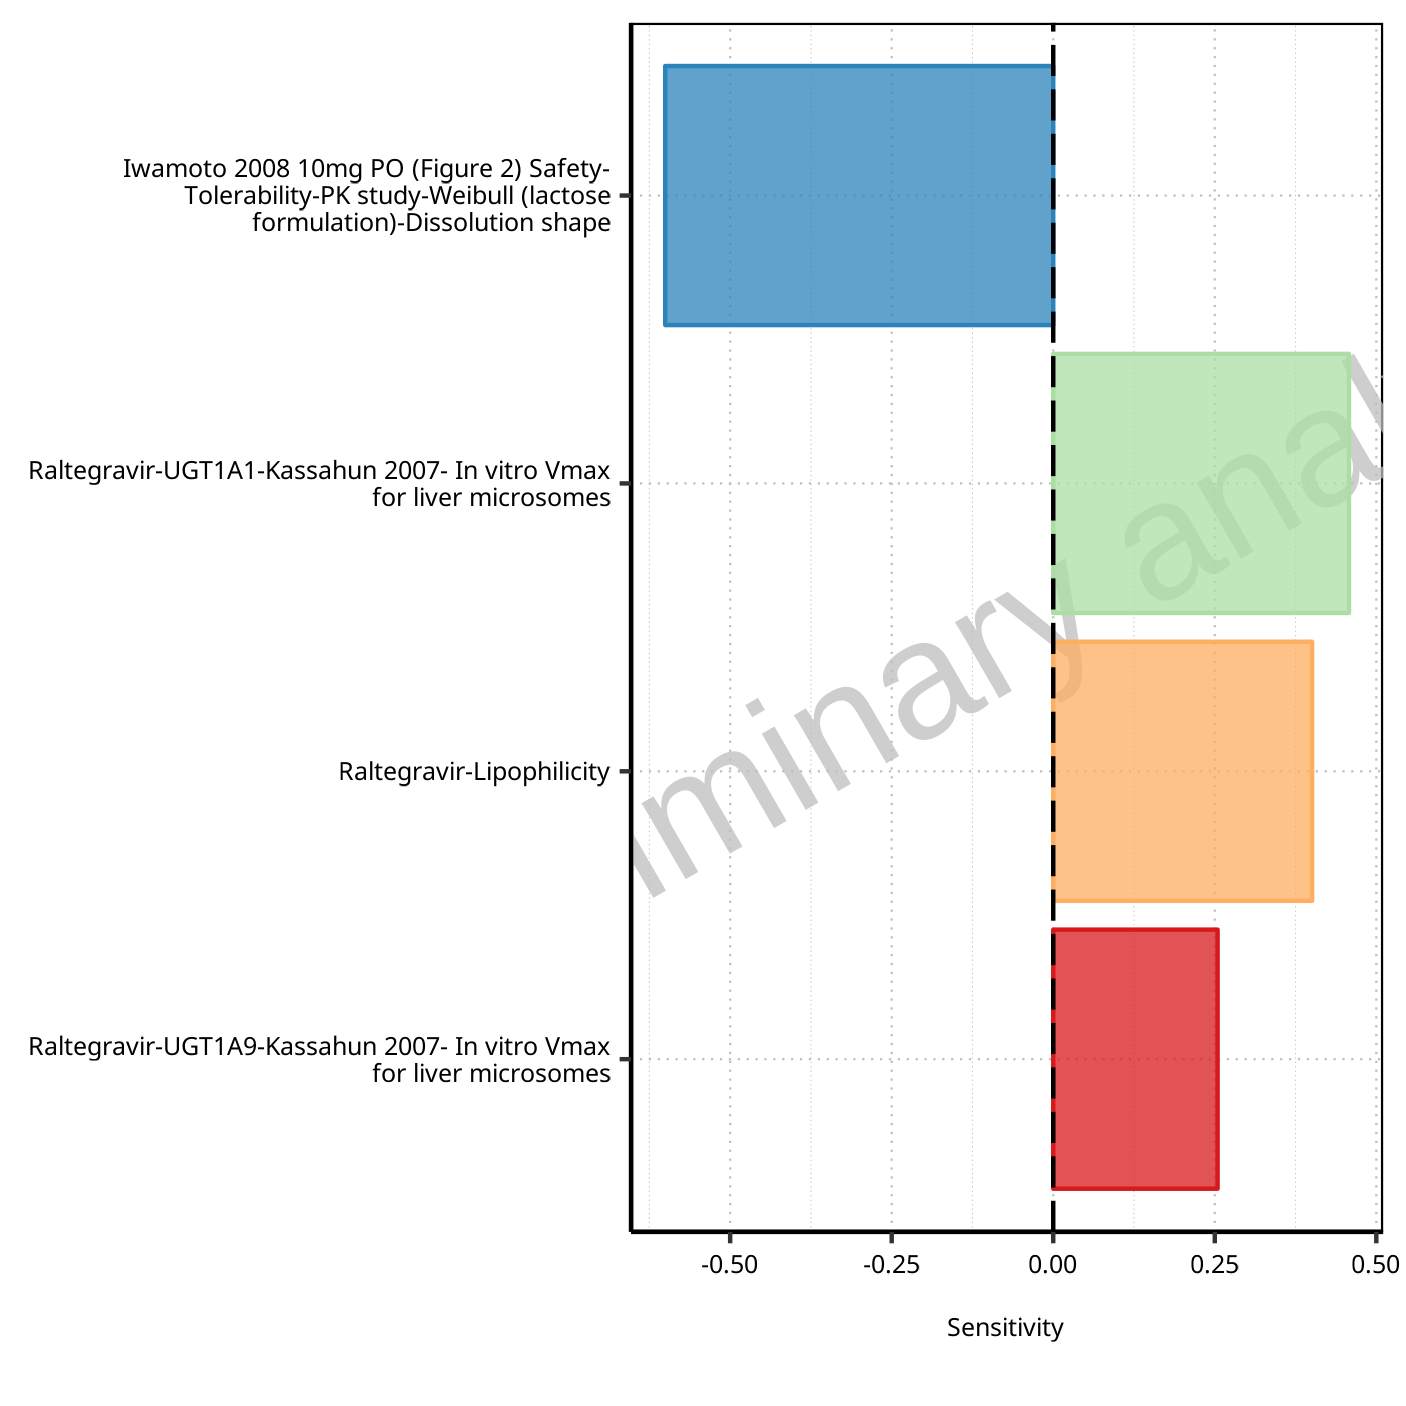 Iwamoto 2008 10mg PO (Figure 2) Safety-
Tolerability-PK study-Weibull (lactose
formulation)-Dissolution shape
Raltegravir-UGT1A1-Kassahun 2007- In vitro Vmax
for liver microsomes
Raltegravir-Lipophilicity
Raltegravir-UGT1A9-Kassahun 2007- In vitro Vmax
for liver microsomes
-0.50 -0.25 0.00 0.25 0.50
Sensitivity